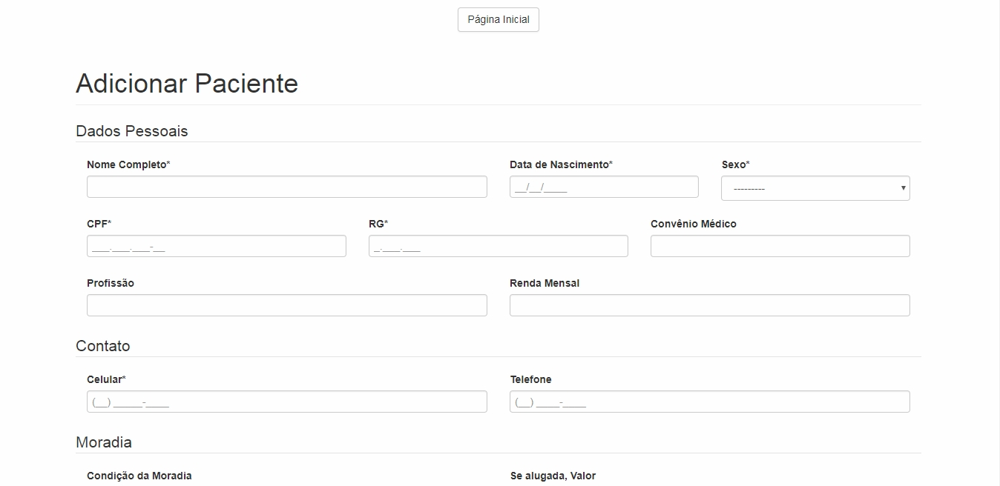 Página Inicial
Adicionar Paciente
Dados Pessoais
Nome Completo* Data de Nascimento* Sexo*
__/__/____ ---------
CPF* RG* Convênio Médico
___.___.___-__ _.___.___
Profissão Renda Mensal
Contato
Celular* Telefone
(__) _____-____ (__) ____-____
Moradia
Condição da Moradia Se alugada, Valor